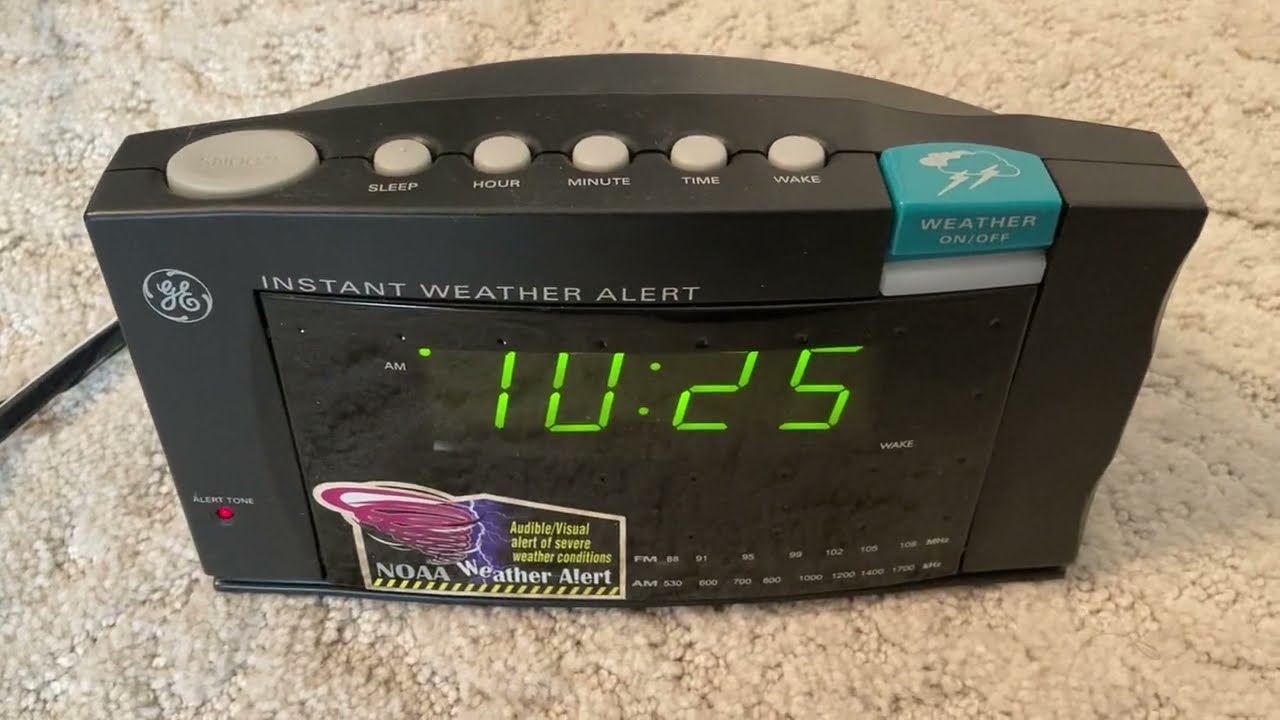 SNOOZE
SLEEP HOUR MINUTE TIME WAKE
WEATHER
ON/OFF
GE
INSTANT WEATHER ALERT
AM 10:25
WAKE
ALERT TONE
Audible/Visual
alert of severe
weather conditions
NOAA Weather Alert
FM 88 91 95 99 102 105 108 MHz
AM 530 600 700 800 1000 1200 1400 1700 kHz